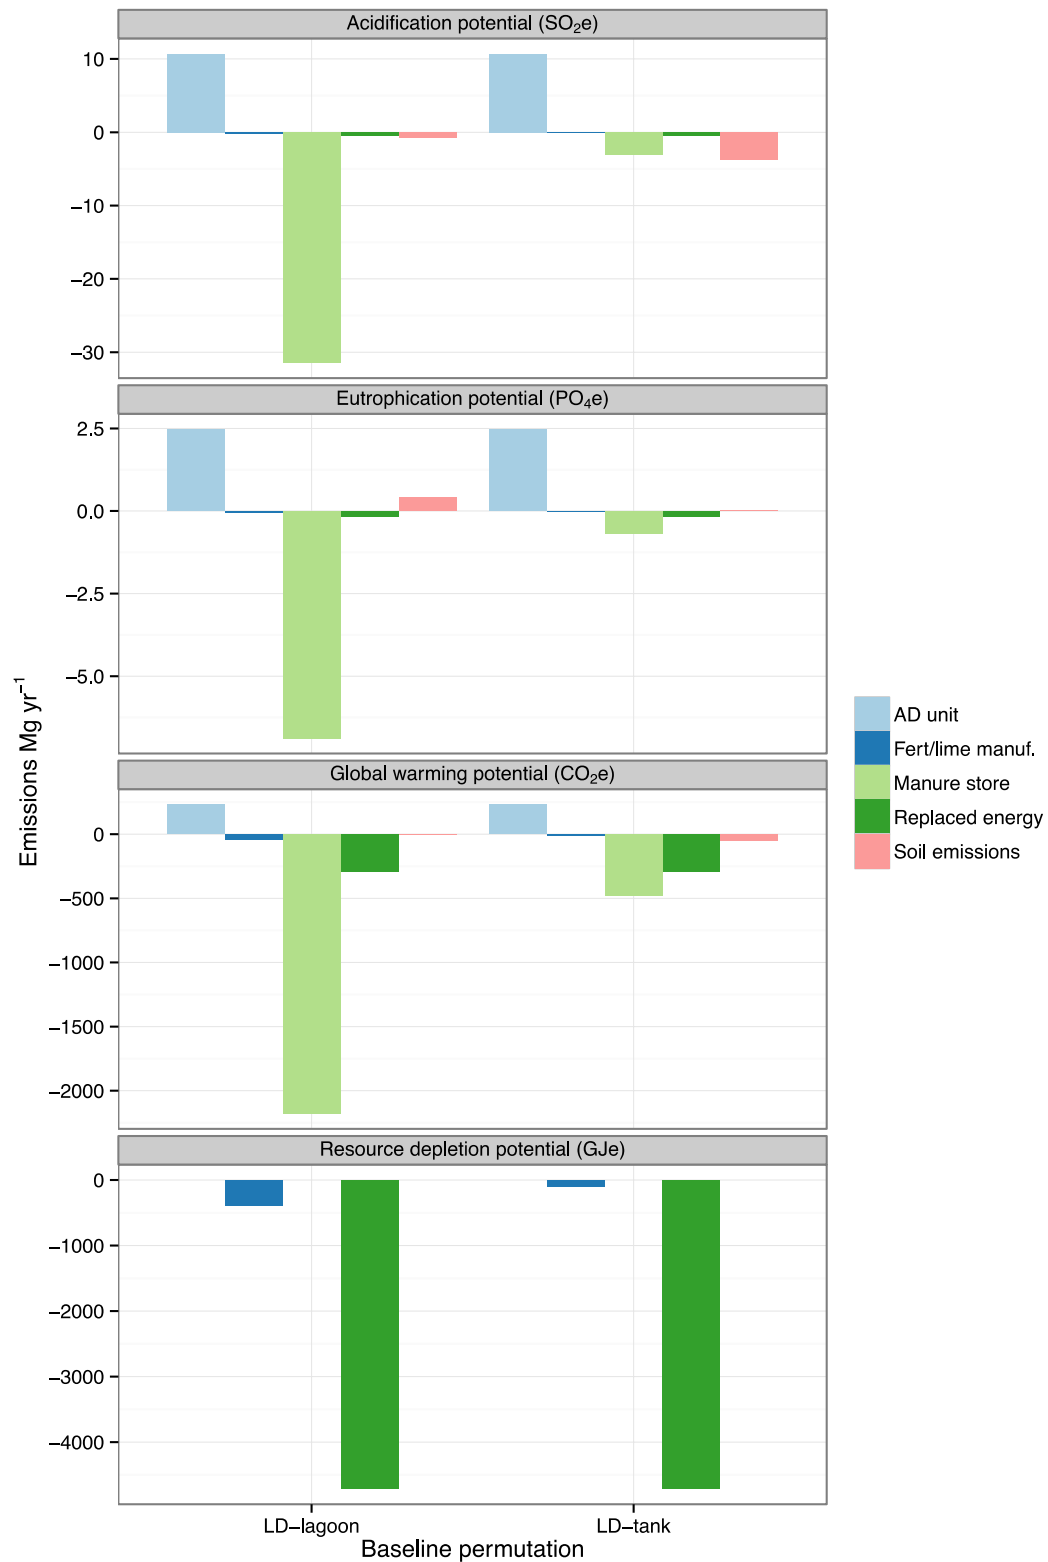 Acidification potential (SO₂e)
10
0
−10
−20
−30
Eutrophication potential (PO₄e)
2.5
0.0
−2.5
−5.0
Global warming potential (CO₂e)
0
−500
−1000
−1500
−2000
Resource depletion potential (GJe)
0
−1000
−2000
−3000
−4000
LD−lagoon LD−tank
Baseline permutation
Emissions Mg yr⁻¹
AD unit
Fert/lime manuf.
Manure store
Replaced energy
Soil emissions